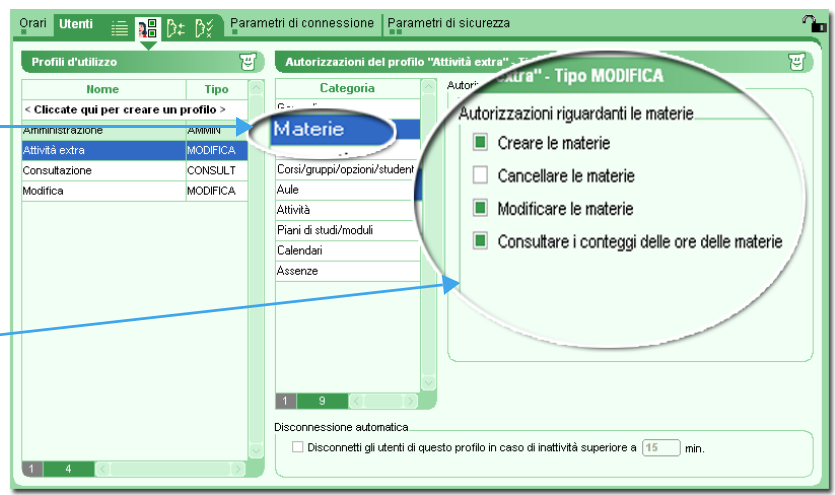 Orari Utenti Parametri di connessione Parametri di sicurezza
Profili d'utilizzo
Nome Tipo
< Cliccate qui per creare un profilo >
Amministrazione AMMIN
Attività extra MODIFICA
Consultazione CONSULT
Modifica MODIFICA
1 4
Autorizzazioni del profilo "Attività extra" -
Categoria
Materie
Corsi/gruppi/opzioni/student
Aule
Attività
Piani di studi/moduli
Calendari
Assenze
1 9
extra" - Tipo MODIFICA
Autorizzazioni riguardanti le materie
Creare le materie
Cancellare le materie
Modificare le materie
Consultare i conteggi delle ore delle materie
Disconnessione automatica
Disconnetti gli utenti di questo profilo in caso di inattività superiore a 15 min.